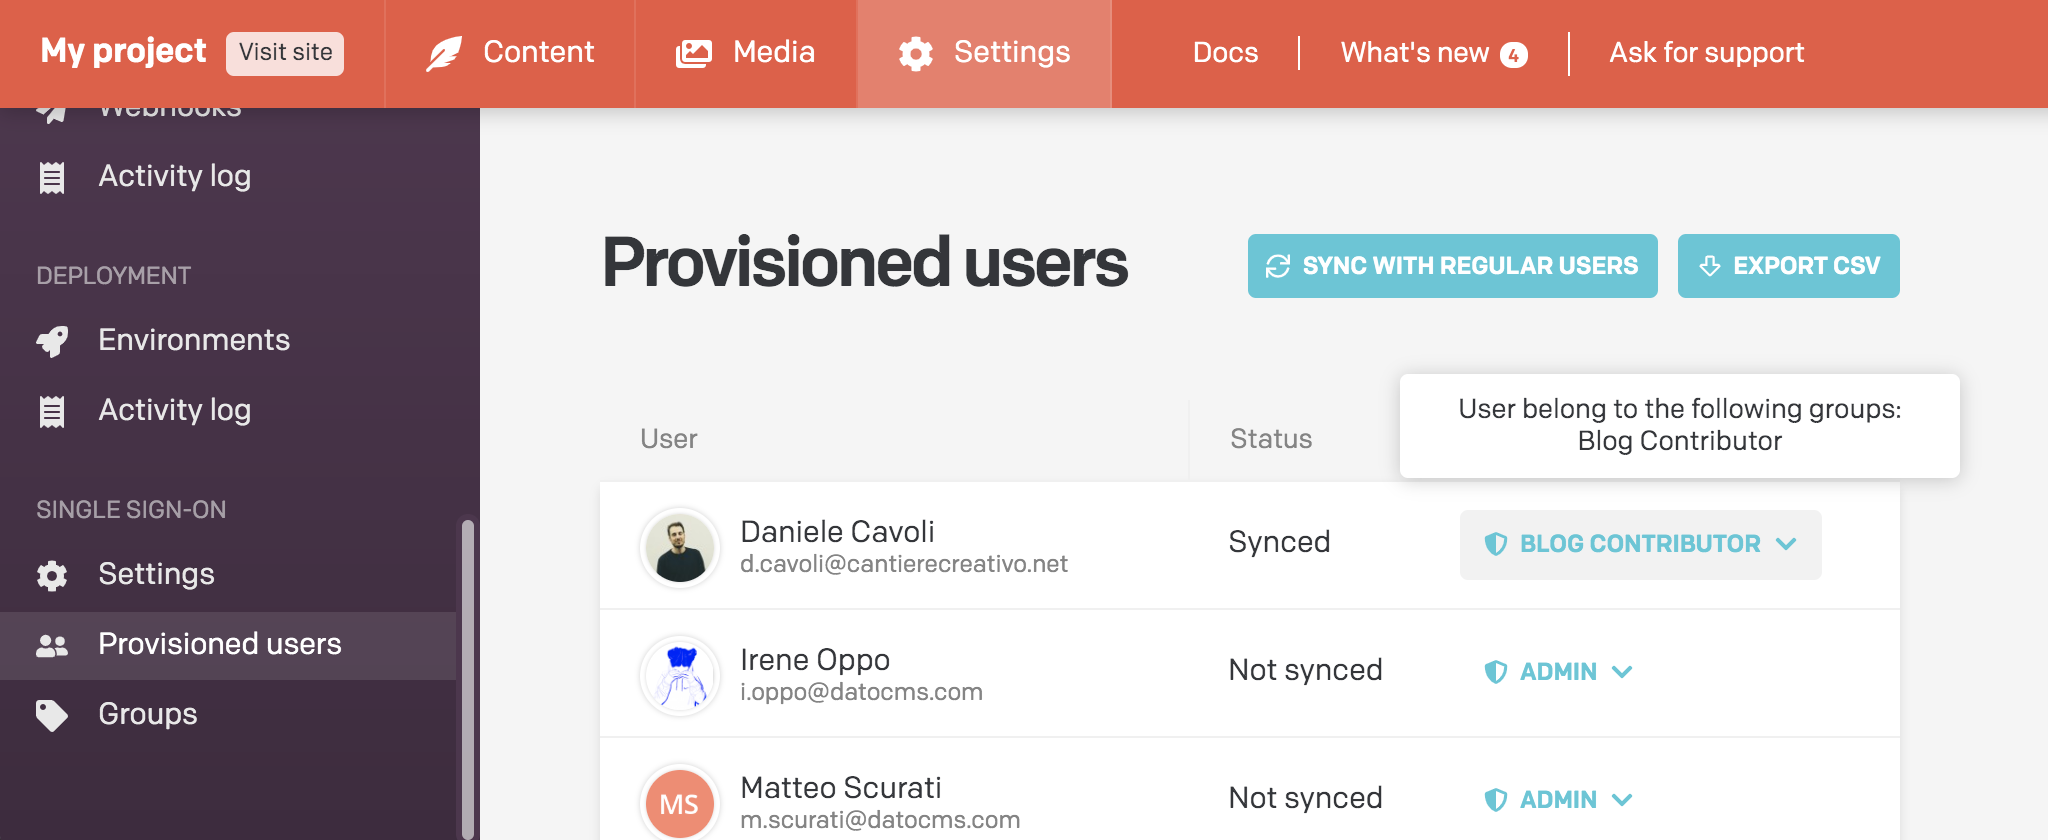 My project
Visit site
Content
Media
Settings
Docs
What's new 4
Ask for support
Webhooks
Activity log
DEPLOYMENT
Environments
Activity log
SINGLE SIGN-ON
Settings
Provisioned users
Groups
Provisioned users
SYNC WITH REGULAR USERS
EXPORT CSV
User
Status
User belong to the following groups:
Blog Contributor
Daniele Cavoli
d.cavoli@cantierecreativo.net
Synced
BLOG CONTRIBUTOR
Irene Oppo
i.oppo@datocms.com
Not synced
ADMIN
MS
Matteo Scurati
m.scurati@datocms.com
Not synced
ADMIN